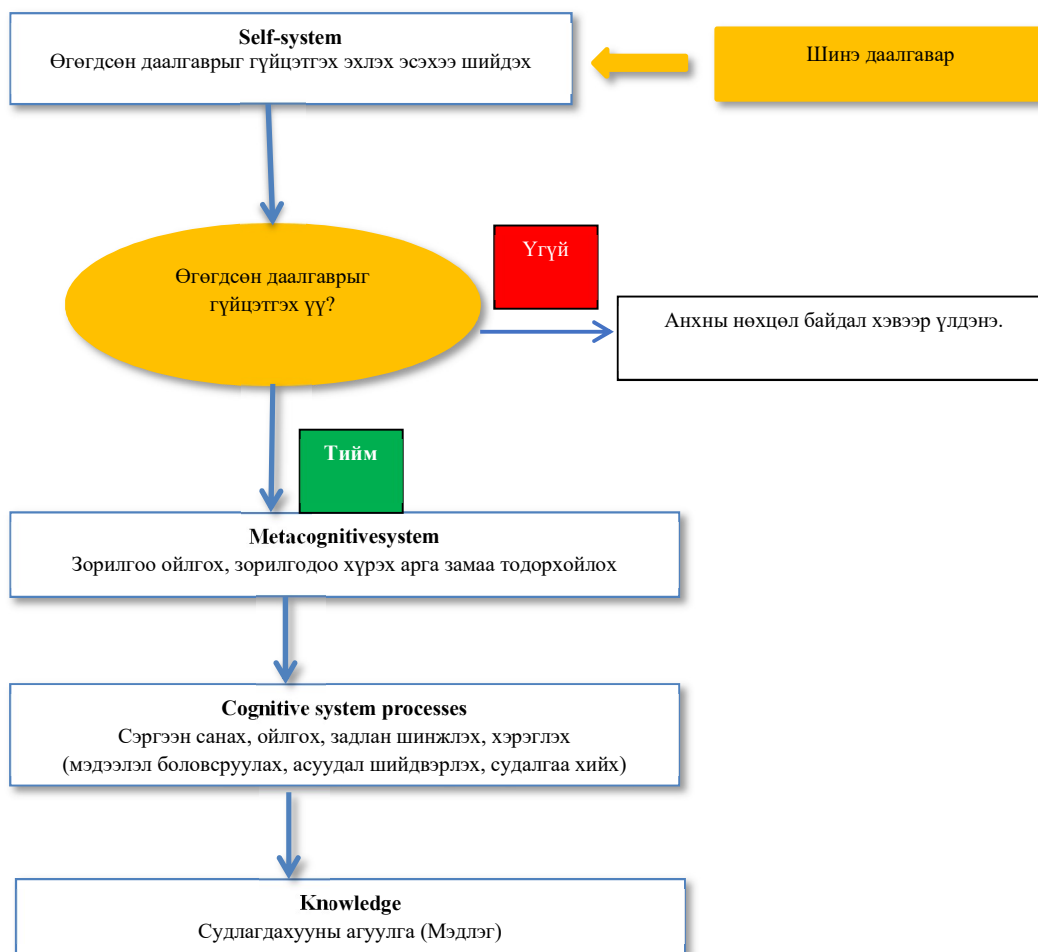 Self-system
Өгөгдсөн даалгаврыг гүйцэтгэх эхлэх эсэхээ шийдэх
Шинэ даалгавар
Өгөгдсөн даалгаврыг
гүйцэтгэх үү?
Үгүй
Анхны нөхцөл байдал хэвээр үлдэнэ.
Тийм
Metacognitivesystem
Зорилгоо ойлгох, зорилгодоо хүрэх арга замаа тодорхойлох
Cognitive system processes
Сэргээн санах, ойлгох, задлан шинжлэх, хэрэглэх
(мэдээлэл боловсруулах, асуудал шийдвэрлэх, судалгаа хийх)
Knowledge
Судлагдахууны агуулга (Мэдлэг)